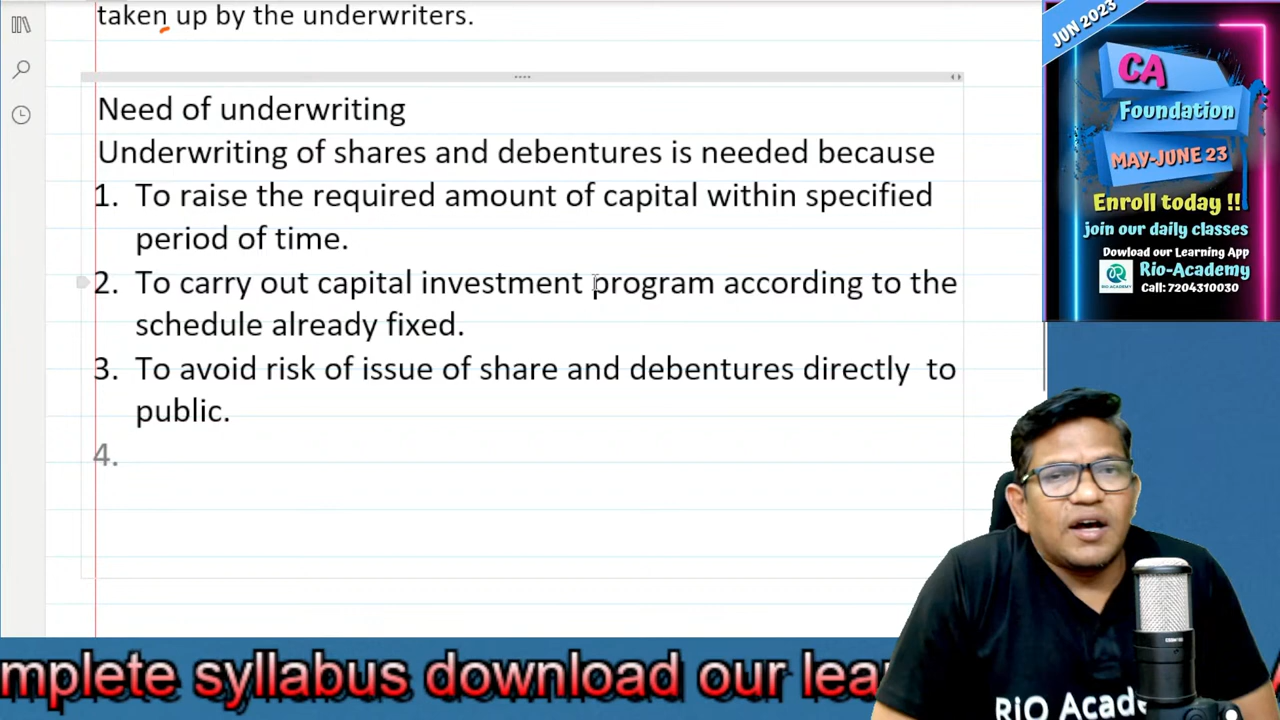 taken up by the underwriters.
Need of underwriting
Underwriting of shares and debentures is needed because
1. To raise the required amount of capital within specified
period of time.
2. To carry out capital investment program according to the
schedule already fixed.
3. To avoid risk of issue of share and debentures directly to
public.
4.
JUN 2023
CA
Foundation
MAY-JUNE 23
Enroll today !!
join our daily classes
Dowload our Learning App
RIO ACADEMY
Rio-Academy
Call: 7204310030
RiO Acade
mplete syllabus download our lea